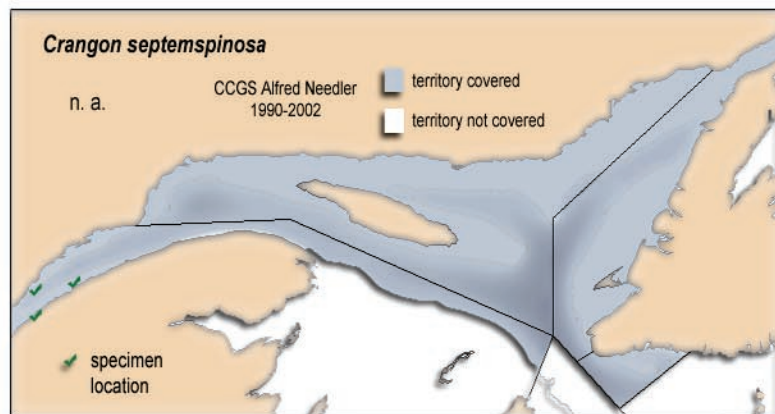 Crangon septemspinosa
n. a.
CCGS Alfred Needler
1990-2002
territory covered
territory not covered
specimen
location